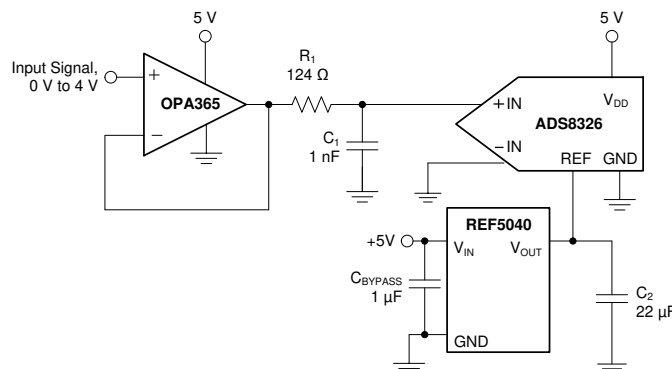 5 V
5 V
Input Signal,
0 V to 4 V
+
OPA365
−
R1
124 Ω
C1
1 nF
+IN
VDD
ADS8326
−IN
REF
GND
REF5040
+5V
VIN
VOUT
CBYPASS
1 µF
GND
C2
22 µF